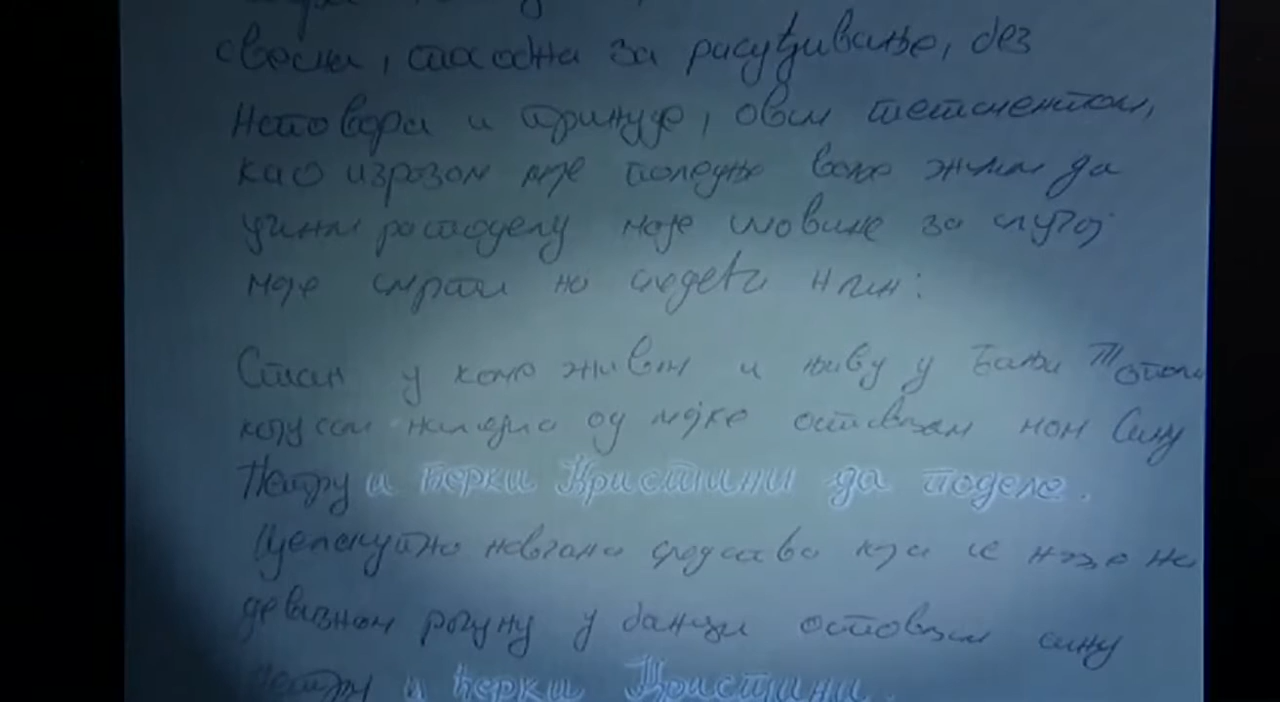 свесна, способна за расуђивање, без
наговора и принуде, овим тестаментом,
као изразом моје последње воље желим да
учиним расподелу моје имовине за случај
моје смрти на следећи начин:
Стан у коме живим и њиву у Бањи Тополи
коју сам наследила од мајке остављам мом сину
Петру и ћерки Кристини да поделе.
Целокупна новчана средства која се налазе на
девизном рачуну у банци остављам сину
Петру и ћерки Кристини.